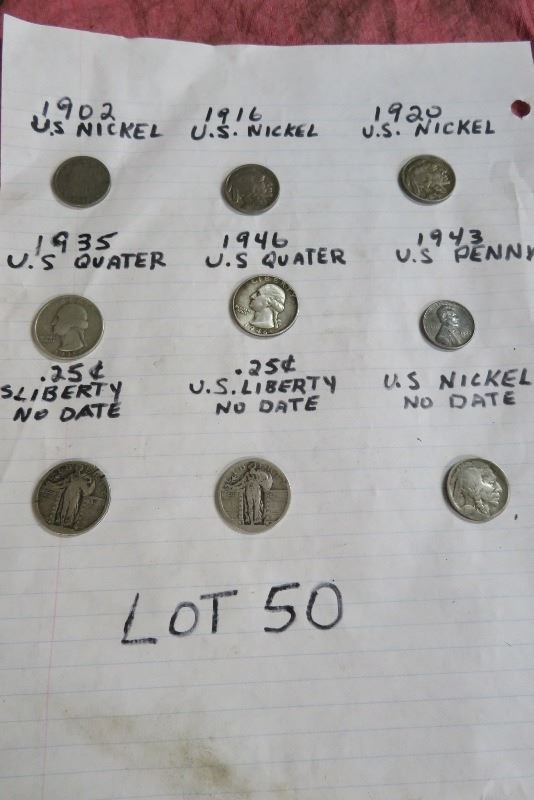 1902
U.S NICKEL
1916
U.S. NICKEL
1920
U.S. NICKEL
1935
U.S QUATER
1946
U.S QUATER
1943
U.S PENNY
.25¢
S LIBERTY
NO DATE
.25¢
U.S. LIBERTY
NO DATE
U.S NICKEL
NO DATE
LOT 50